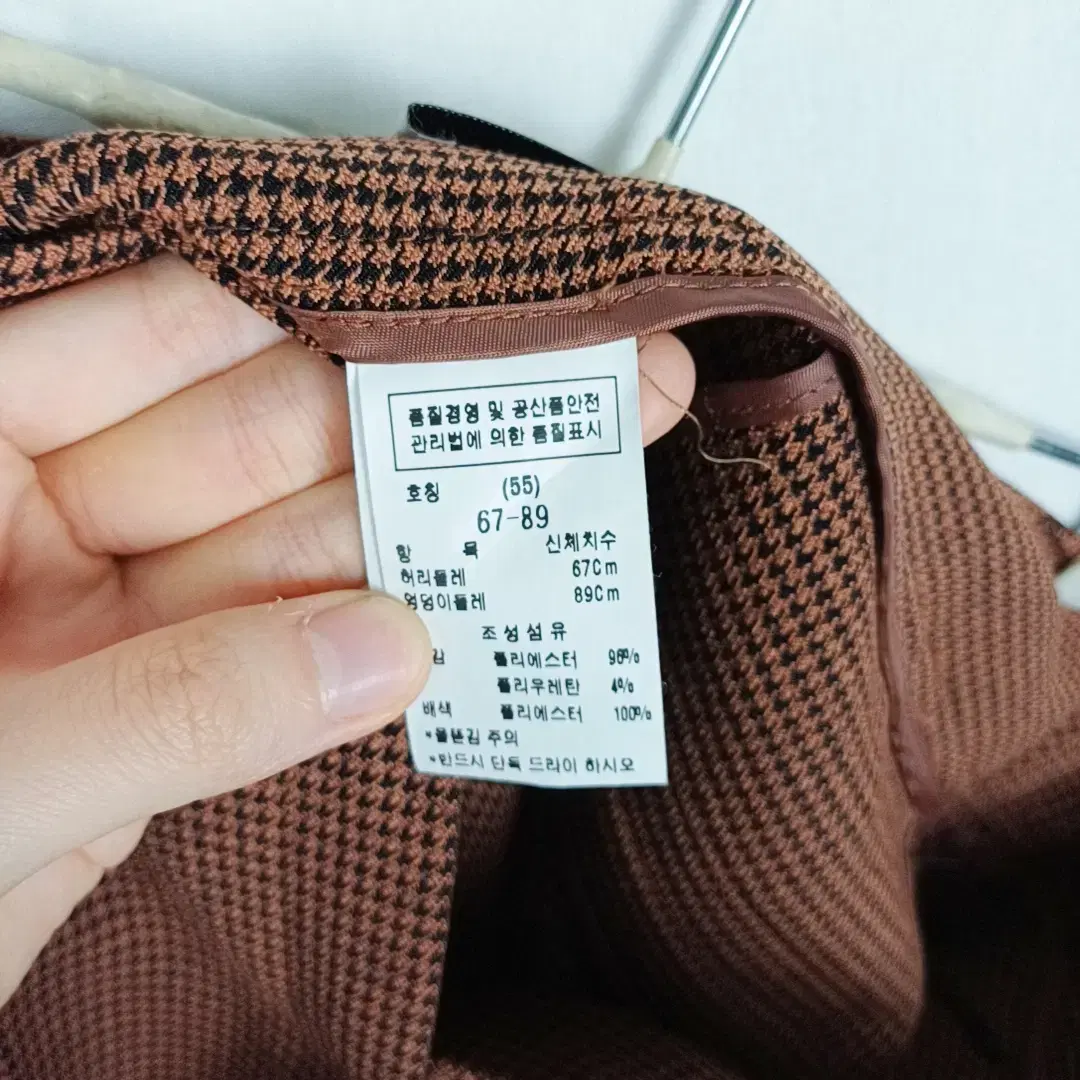 품질경영 및 공산품안전
관리법에 의한 품질표시
호칭 (55)
67-89
항 목 신체치수
허리둘레 67Cm
엉덩이둘레 89Cm
조성섬유
감 폴리에스터 96%
폴리우레탄 4%
배색 폴리에스터 100%
*올뜯김 주의
*반드시 단독 드라이 하시오